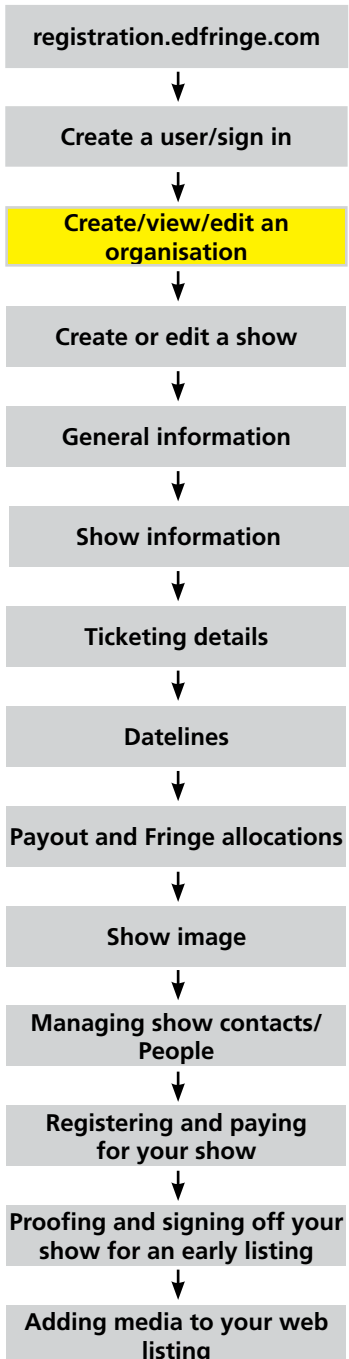 registration.edfringe.com
Create a user/sign in
Create/view/edit an
organisation
Create or edit a show
General information
Show information
Ticketing details
Datelines
Payout and Fringe allocations
Show image
Managing show contacts/
People
Registering and paying
for your show
Proofing and signing off your
show for an early listing
Adding media to your web
listing